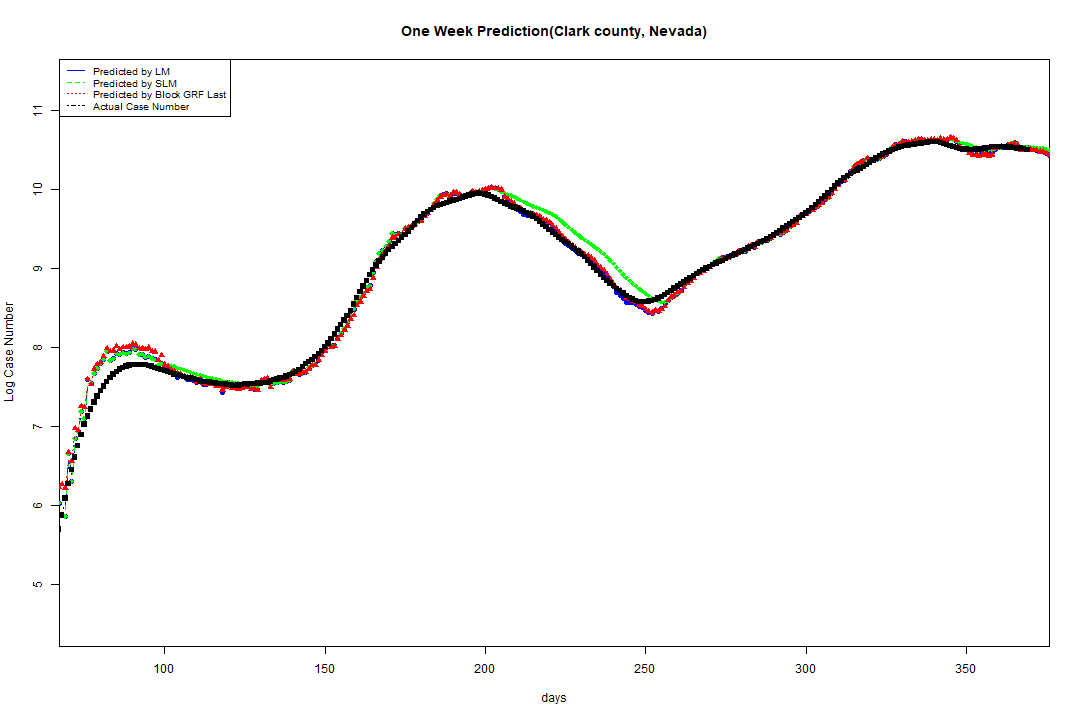 One Week Prediction(Clark county, Nevada)
Predicted by LM
Predicted by SLM
Predicted by Block GRF Last
Actual Case Number
11
10
9
8
7
6
5
Log Case Number
100 150 200 250 300 350
days